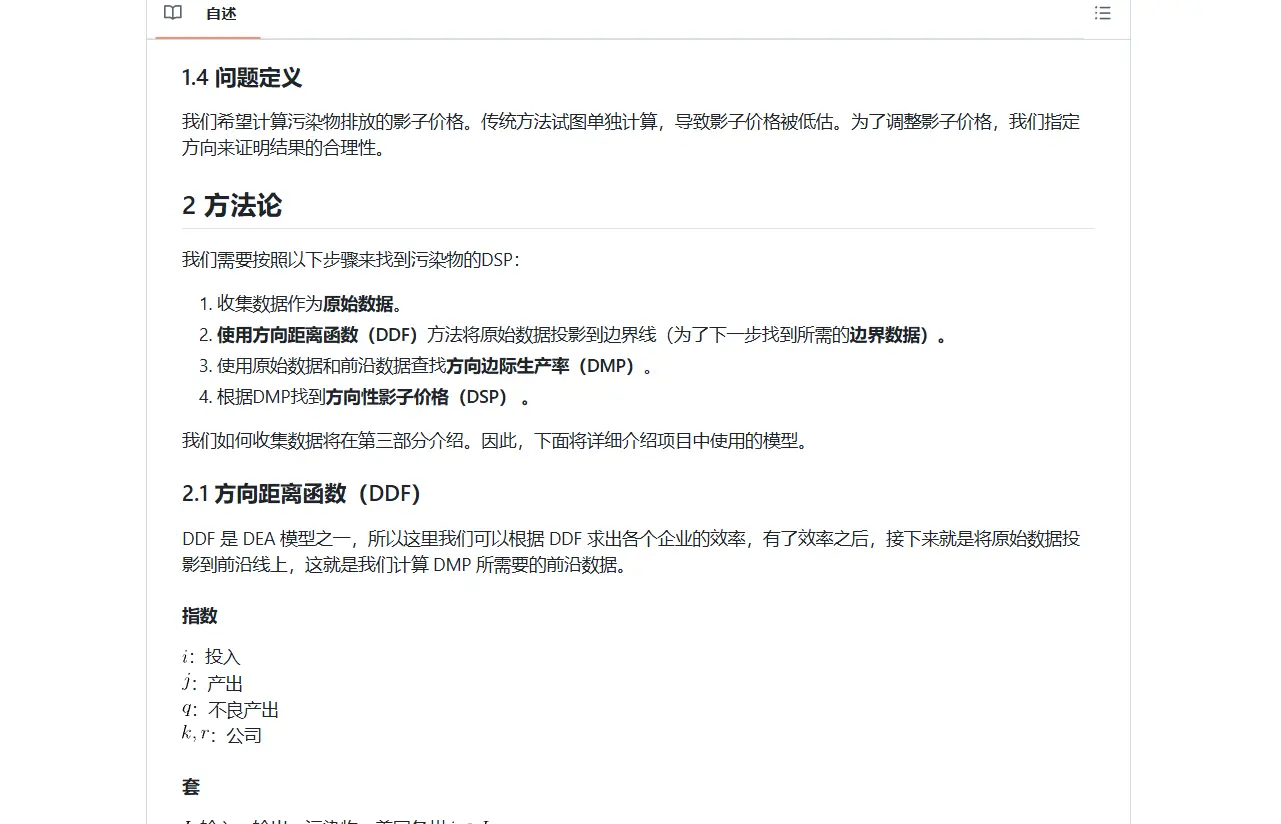 自述
1.4 问题定义
我们希望计算污染物排放的影子价格。传统方法试图单独计算，导致影子价格被低估。为了调整影子价格，我们指定
方向来证明结果的合理性。
2 方法论
我们需要按照以下步骤来找到污染物的DSP：
1. 收集数据作为原始数据。
2. 使用方向距离函数（DDF）方法将原始数据投影到边界线（为了下一步找到所需的边界数据）。
3. 使用原始数据和前沿数据查找方向边际生产率（DMP）。
4. 根据DMP找到方向性影子价格（DSP） 。
我们如何收集数据将在第三部分介绍。因此，下面将详细介绍项目中使用的模型。
2.1 方向距离函数（DDF）
DDF 是 DEA 模型之一，所以这里我们可以根据 DDF 求出各个企业的效率，有了效率之后，接下来就是将原始数据投
影到前沿线上，这就是我们计算 DMP 所需要的前沿数据。
指数
i：投入
j：产出
q：不良产出
k, r：公司
套